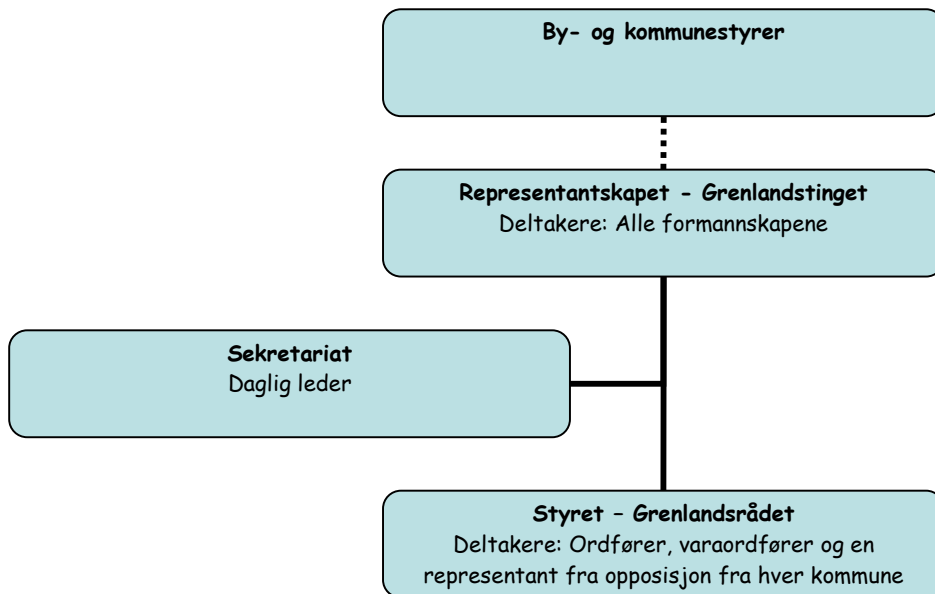 By- og kommunestyrer
Representantskapet - Grenlandstinget
Deltakere: Alle formannskapene
Sekretariat
Daglig leder
Styret – Grenlandsrådet
Deltakere: Ordfører, varaordfører og en
representant fra opposisjon fra hver kommune